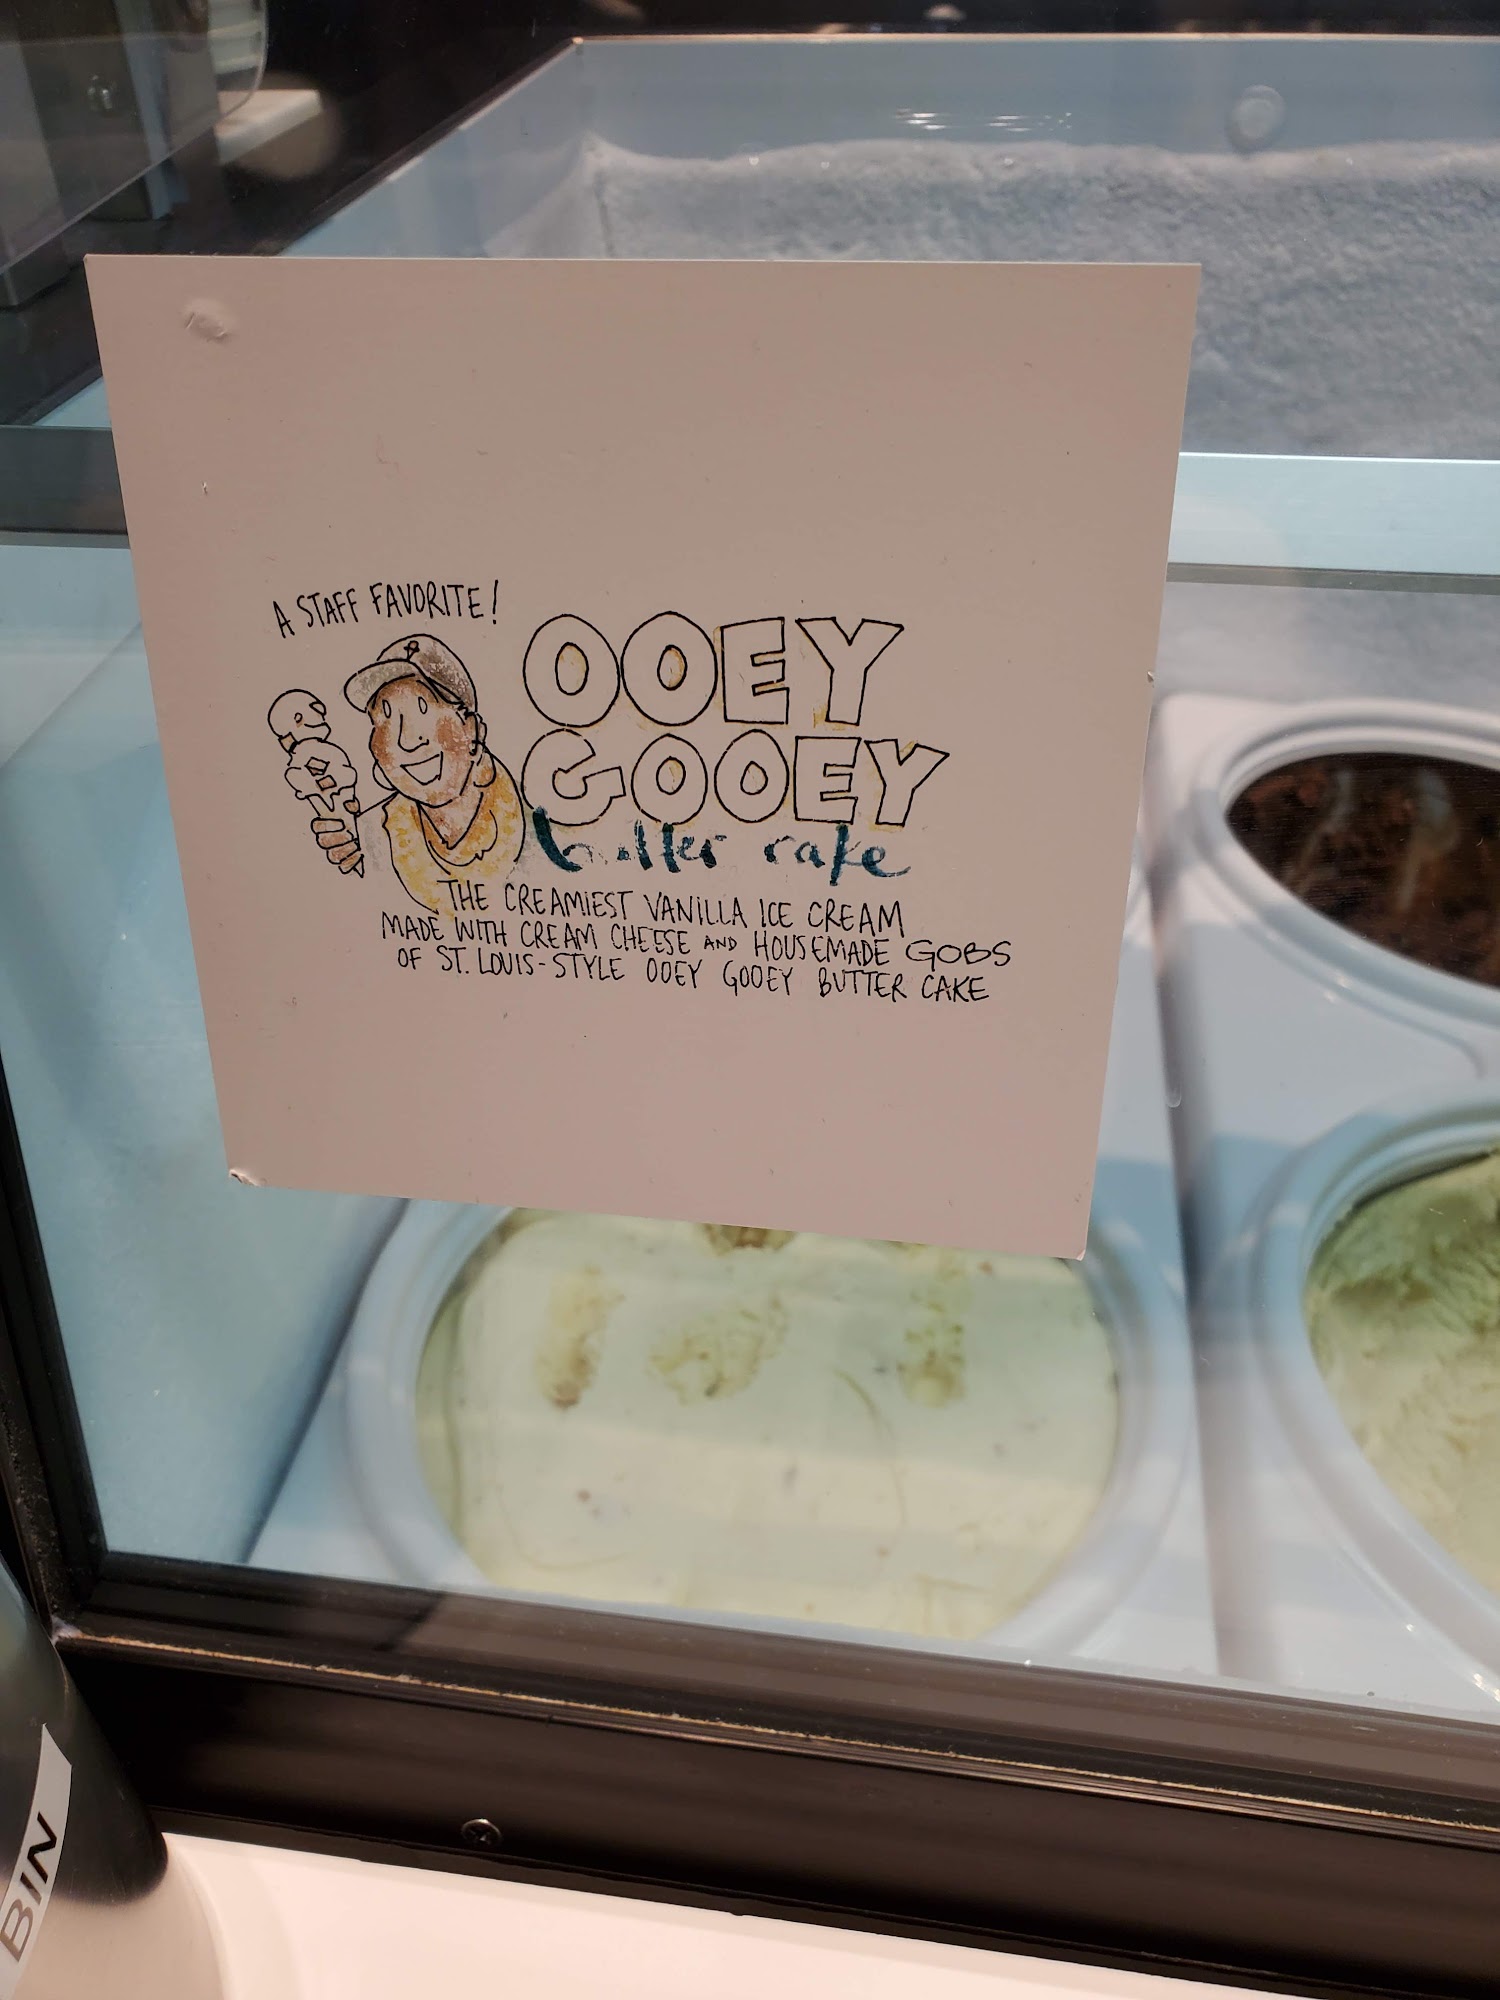 A STAFF FAVORITE!
OOEY
GOOEY
butter cake
THE CREAMIEST VANILLA ICE CREAM
MADE WITH CREAM CHEESE AND HOUSEMADE GOBS
OF ST. LOUIS-STYLE OOEY GOOEY BUTTER CAKE
BIN